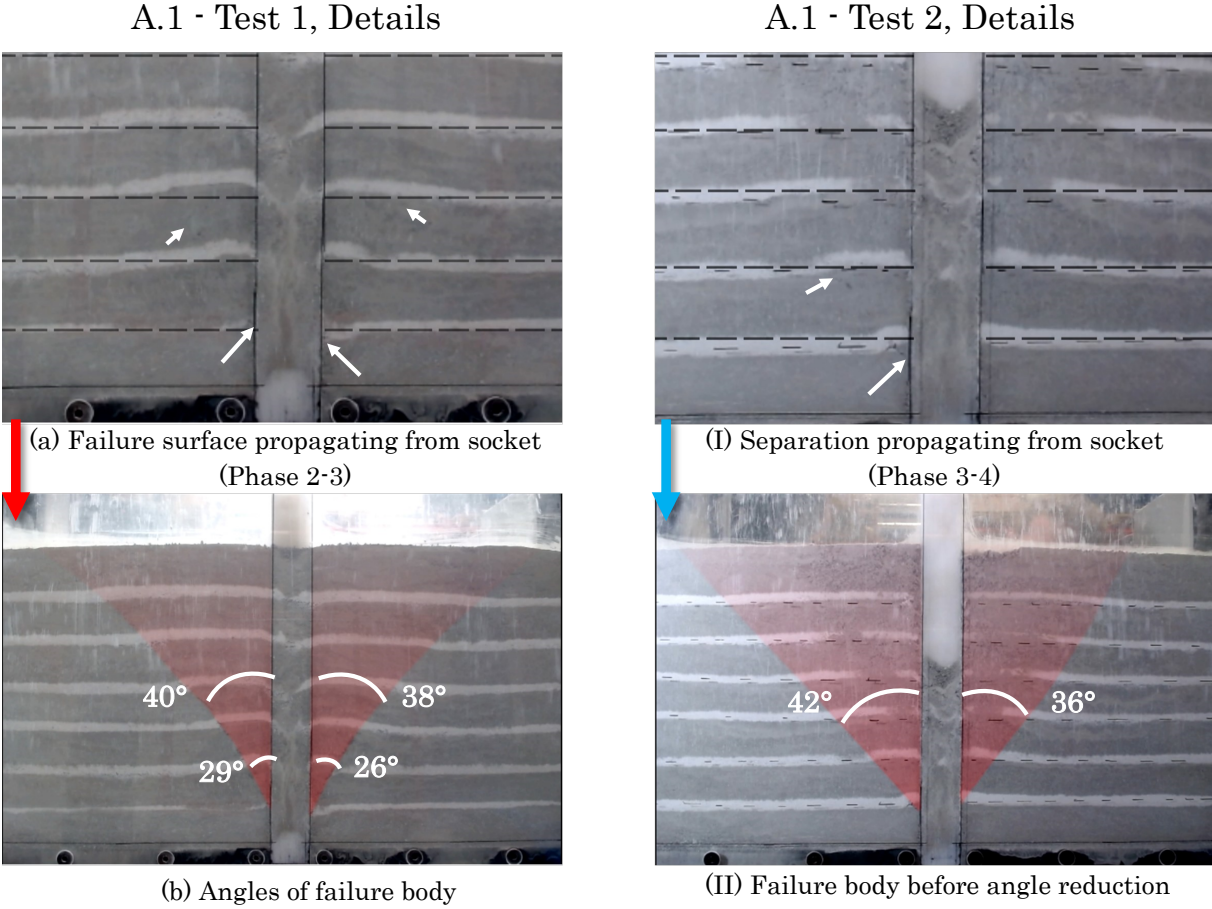 A.1 - Test 1, Details
A.1 - Test 2, Details
(a) Failure surface propagating from socket
(Phase 2-3)
(I) Separation propagating from socket
(Phase 3-4)
40°
38°
29°
26°
42°
36°
(b) Angles of failure body
(II) Failure body before angle reduction